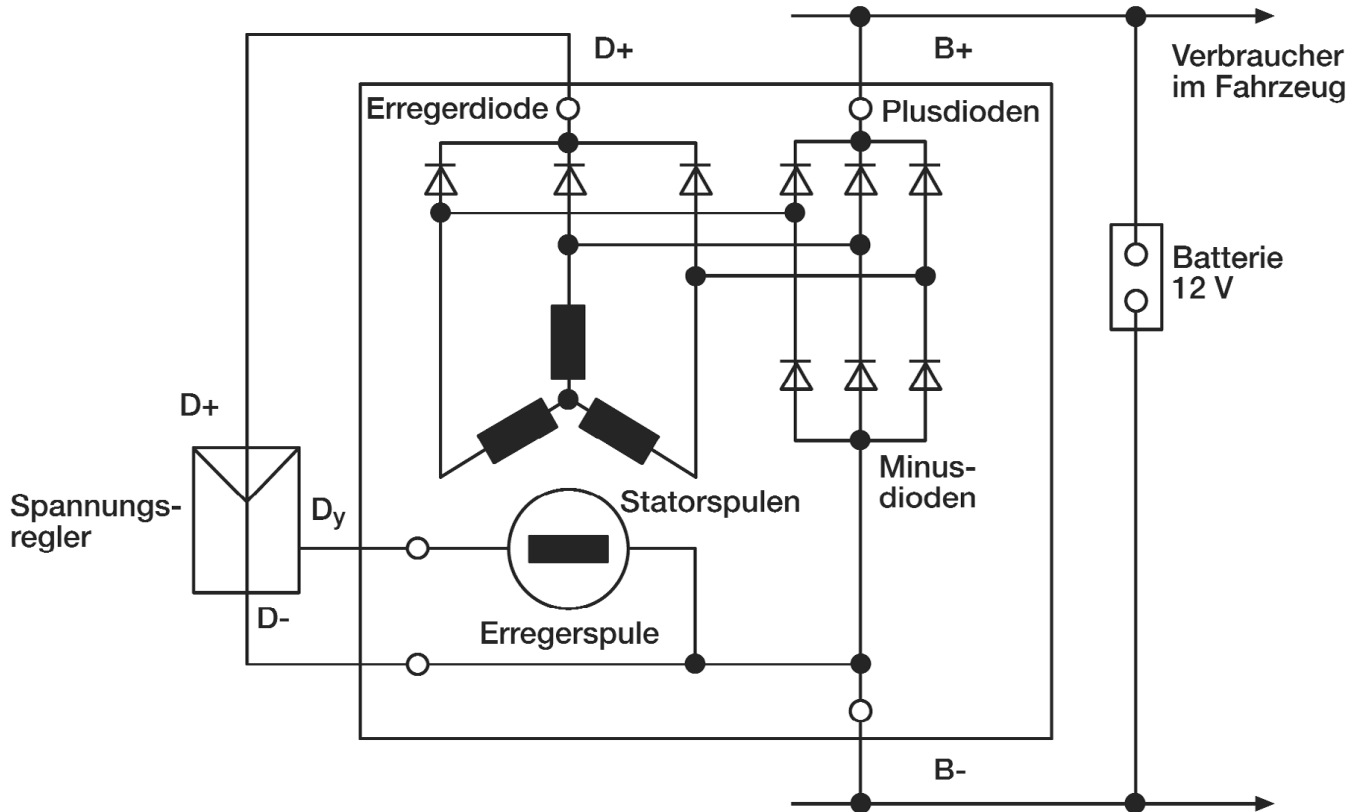 D+
B+
Verbraucher
im Fahrzeug
Erregerdiode
Plusdioden
Batterie
12 V
D+
Minus-
dioden
Spannungs-
regler
Dy
Statorspulen
D-
Erregerspule
B-